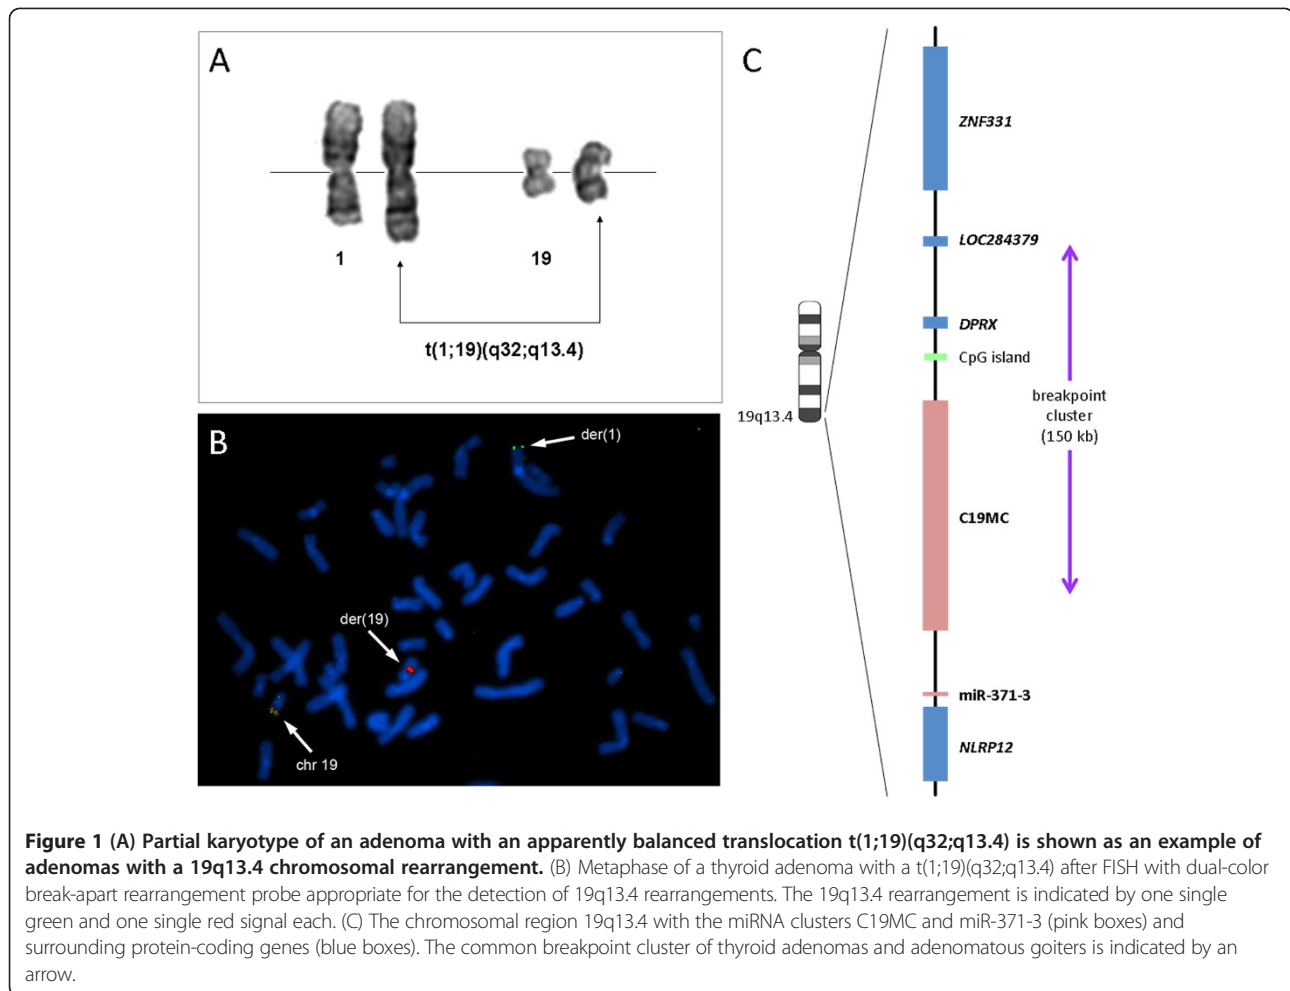 A
1
19
t(1;19)(q32;q13.4)
B
der(1)
der(19)
chr 19
C
19q13.4
ZNF331
LOC284379
DPRX
CpG island
breakpoint
cluster
(150 kb)
C19MC
miR-371-3
NLRP12
Figure 1 (A) Partial karyotype of an adenoma with an apparently balanced translocation t(1;19)(q32;q13.4) is shown as an example of
adenomas with a 19q13.4 chromosomal rearrangement. (B) Metaphase of a thyroid adenoma with a t(1;19)(q32;q13.4) after FISH with dual-color
break-apart rearrangement probe appropriate for the detection of 19q13.4 rearrangements. The 19q13.4 rearrangement is indicated by one single
green and one single red signal each. (C) The chromosomal region 19q13.4 with the miRNA clusters C19MC and miR-371-3 (pink boxes) and
surrounding protein-coding genes (blue boxes). The common breakpoint cluster of thyroid adenomas and adenomatous goiters is indicated by an
arrow.